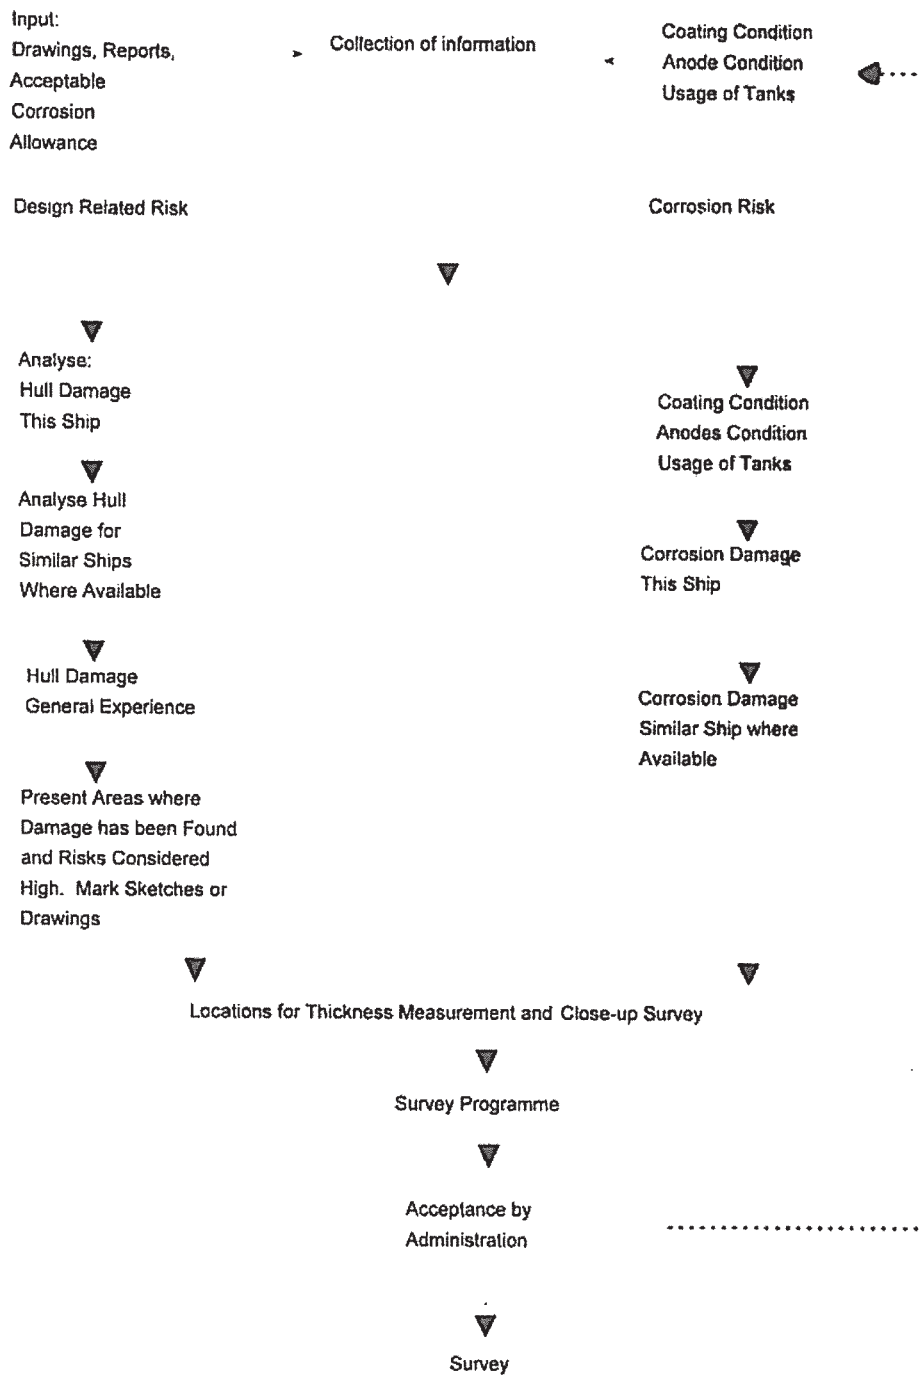 Input:
Drawings, Reports,
Acceptable
Corrosion
Allowance
Collection of information
Coating Condition
Anode Condition
Usage of Tanks
Design Related Risk
Corrosion Risk
Analyse:
Hull Damage
This Ship
Analyse Hull
Damage for
Similar Ships
Where Available
Hull Damage
General Experience
Present Areas where
Damage has been Found
and Risks Considered
High. Mark Sketches or
Drawings
Coating Condition
Anodes Condition
Usage of Tanks
Corrosion Damage
This Ship
Corrosion Damage
Similar Ship where
Available
Locations for Thickness Measurement and Close-up Survey
Survey Programme
Acceptance by
Administration
Survey